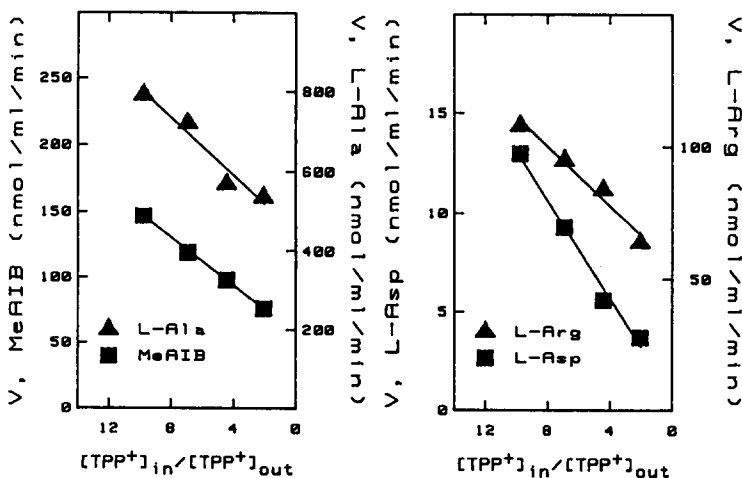 V, MeAIB (nmol/ml/min)
250
200
150
100
50
0
V, L-Ala (nmol/ml/min)
800
600
400
200
▲ L-Ala
■ MeAIB
12 8 4 0
[TPP+]in/[TPP+]out
V, L-Asp (nmol/ml/min)
15
10
5
0
V, L-Arg (nmol/ml/min)
100
50
▲ L-Arg
■ L-Asp
12 8 4 0
[TPP+]in/[TPP+]out